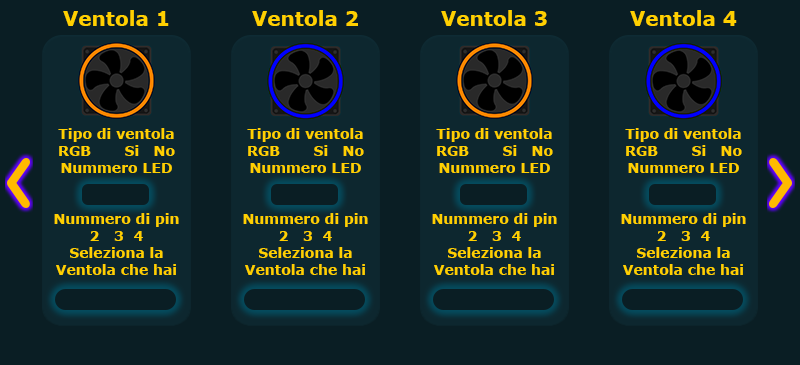 Ventola 1
Tipo di ventola
RGB Si No
Nummero LED
Nummero di pin
2 3 4
Seleziona la
Ventola che hai
Ventola 2
Tipo di ventola
RGB Si No
Nummero LED
Nummero di pin
2 3 4
Seleziona la
Ventola che hai
Ventola 3
Tipo di ventola
RGB Si No
Nummero LED
Nummero di pin
2 3 4
Seleziona la
Ventola che hai
Ventola 4
Tipo di ventola
RGB Si No
Nummero LED
Nummero di pin
2 3 4
Seleziona la
Ventola che hai